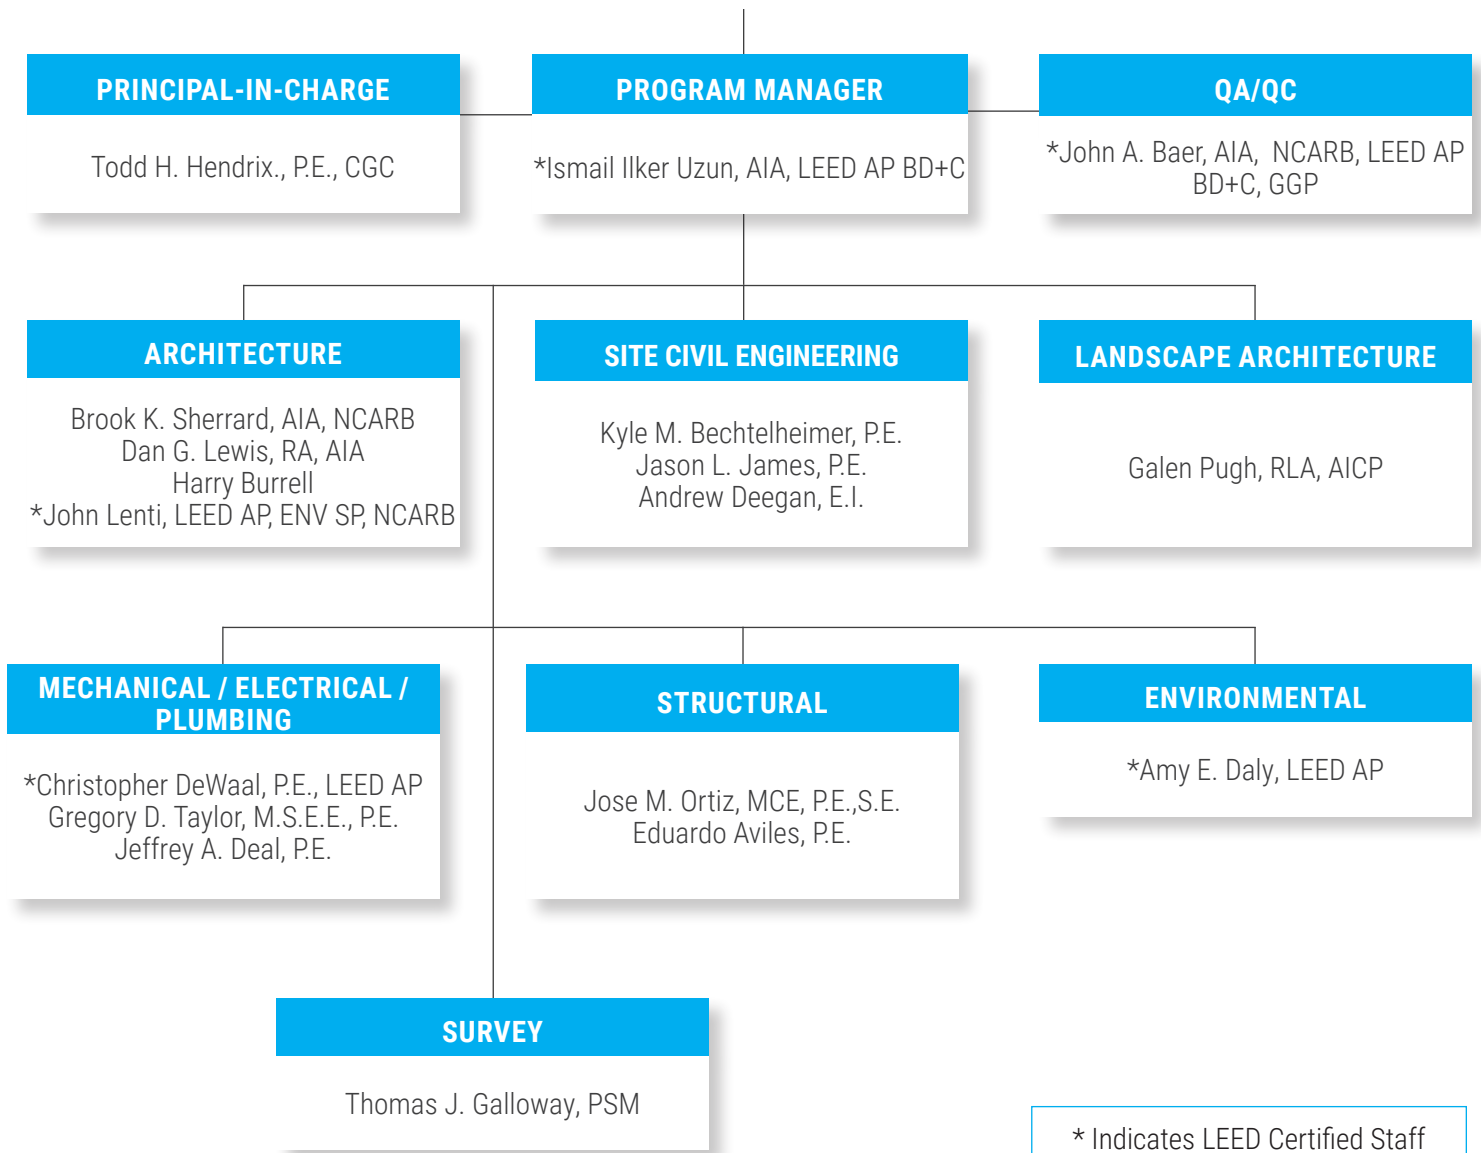 PRINCIPAL-IN-CHARGE
Todd H. Hendrix., P.E., CGC
PROGRAM MANAGER
*Ismail Ilker Uzun, AIA, LEED AP BD+C
QA/QC
*John A. Baer, AIA, NCARB, LEED AP
BD+C, GGP
ARCHITECTURE
Brook K. Sherrard, AIA, NCARB
Dan G. Lewis, RA, AIA
Harry Burrell
*John Lenti, LEED AP, ENV SP, NCARB
SITE CIVIL ENGINEERING
Kyle M. Bechtelheimer, P.E.
Jason L. James, P.E.
Andrew Deegan, E.I.
LANDSCAPE ARCHITECTURE
Galen Pugh, RLA, AICP
MECHANICAL / ELECTRICAL /
PLUMBING
*Christopher DeWaal, P.E., LEED AP
Gregory D. Taylor, M.S.E.E., P.E.
Jeffrey A. Deal, P.E.
STRUCTURAL
Jose M. Ortiz, MCE, P.E.,S.E.
Eduardo Aviles, P.E.
ENVIRONMENTAL
*Amy E. Daly, LEED AP
SURVEY
Thomas J. Galloway, PSM
* Indicates LEED Certified Staff